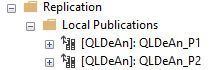 Replication
Local Publications
[QLDeAn]: QLDeAn_P1
[QLDeAn]: QLDeAn_P2